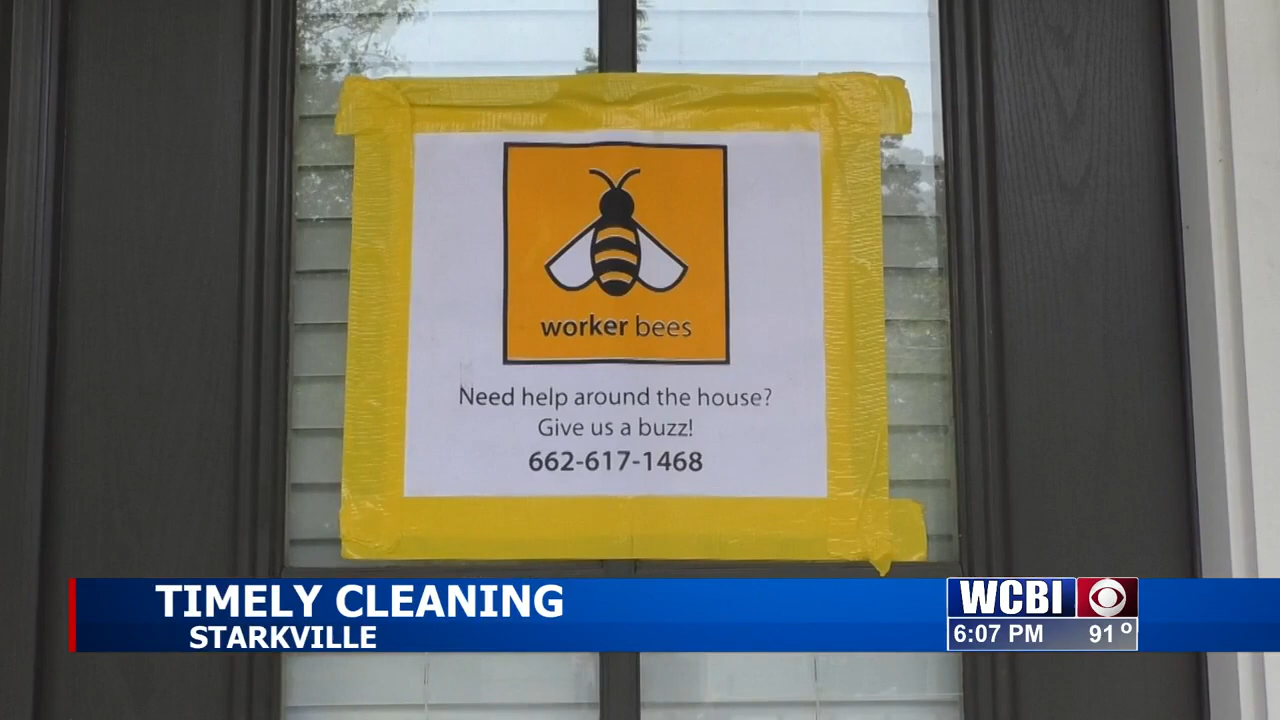 worker bees
Need help around the house?
Give us a buzz!
662-617-1468
TIMELY CLEANING
STARKVILLE
WCBI
6:07 PM 91°